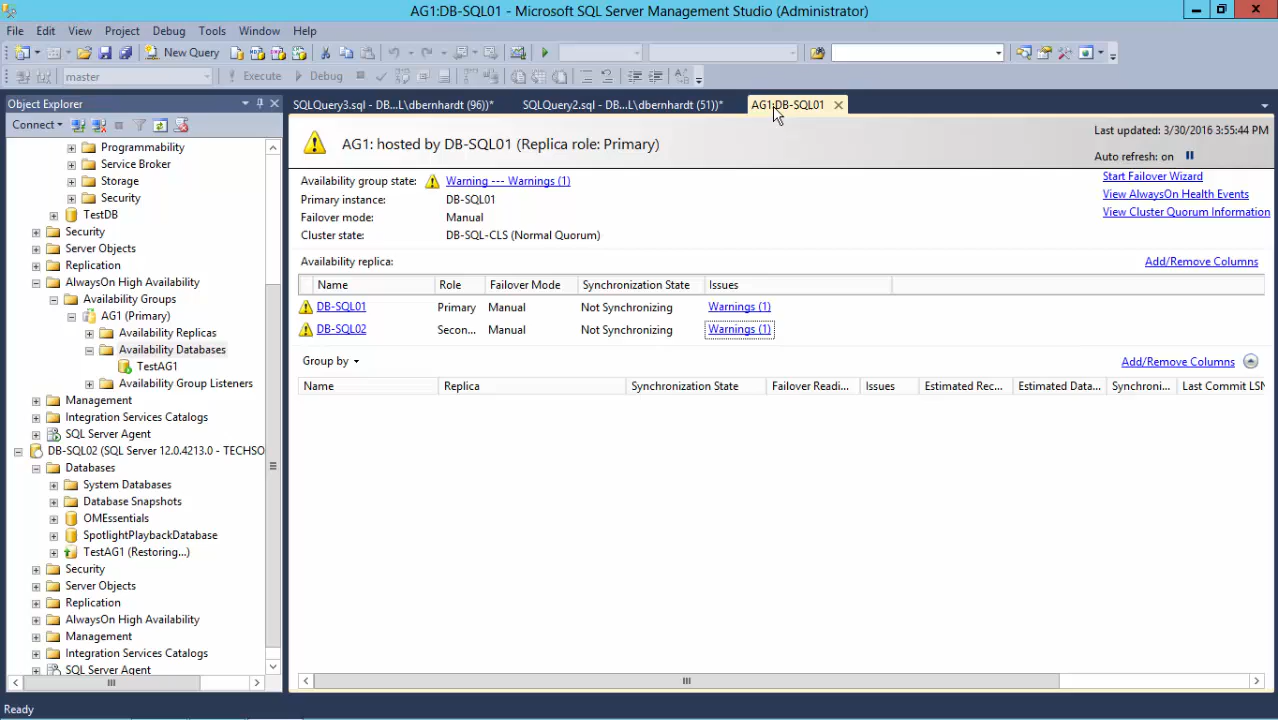 AG1:DB-SQL01 - Microsoft SQL Server Management Studio (Administrator)
File Edit View Project Debug Tools Window Help
New Query
master Execute Debug
Object Explorer
Connect
Programmability
Service Broker
Storage
Security
TestDB
Security
Server Objects
Replication
AlwaysOn High Availability
Availability Groups
AG1 (Primary)
Availability Replicas
Availability Databases
TestAG1
Availability Group Listeners
Management
Integration Services Catalogs
SQL Server Agent
DB-SQL02 (SQL Server 12.0.4213.0 - TECHSO
Databases
System Databases
Database Snapshots
OMEssentials
SpotlightPlaybackDatabase
TestAG1 (Restoring...)
Security
Server Objects
Replication
AlwaysOn High Availability
Management
Integration Services Catalogs
SQL Server Agent
SQLQuery3.sql - DB...L\dbernhardt (96))* SQLQuery2.sql - DB...L\dbernhardt (51))* AG1:DB-SQL01
Last updated: 3/30/2016 3:55:44 PM
AG1: hosted by DB-SQL01 (Replica role: Primary)
Auto refresh: on
Availability group state: Warning --- Warnings (1)
Primary instance: DB-SQL01
Failover mode: Manual
Cluster state: DB-SQL-CLS (Normal Quorum)
Start Failover Wizard
View AlwaysOn Health Events
View Cluster Quorum Information
Availability replica: Add/Remove Columns
Name Role Failover Mode Synchronization State Issues
DB-SQL01 Primary Manual Not Synchronizing Warnings (1)
DB-SQL02 Secon... Manual Not Synchronizing Warnings (1)
Group by Add/Remove Columns
Name Replica Synchronization State Failover Readi... Issues Estimated Rec... Estimated Data... Synchroni... Last Commit LSN
Ready